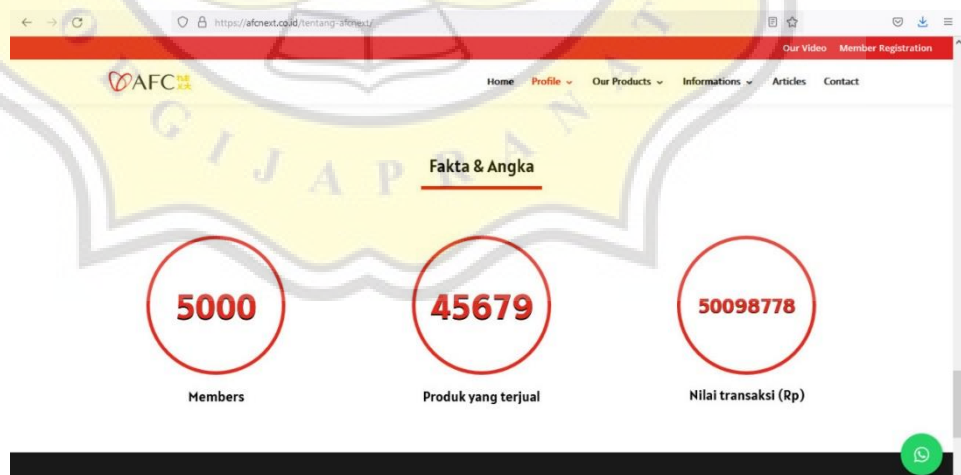 https://afcnext.co.id/tentang-afcnext/
Our Video Member Registration
AFC
Home Profile Our Products Informations Articles Contact
GIJAPRANATA
Fakta & Angka
5000 45679 50098778
Members Produk yang terjual Nilai transaksi (Rp)